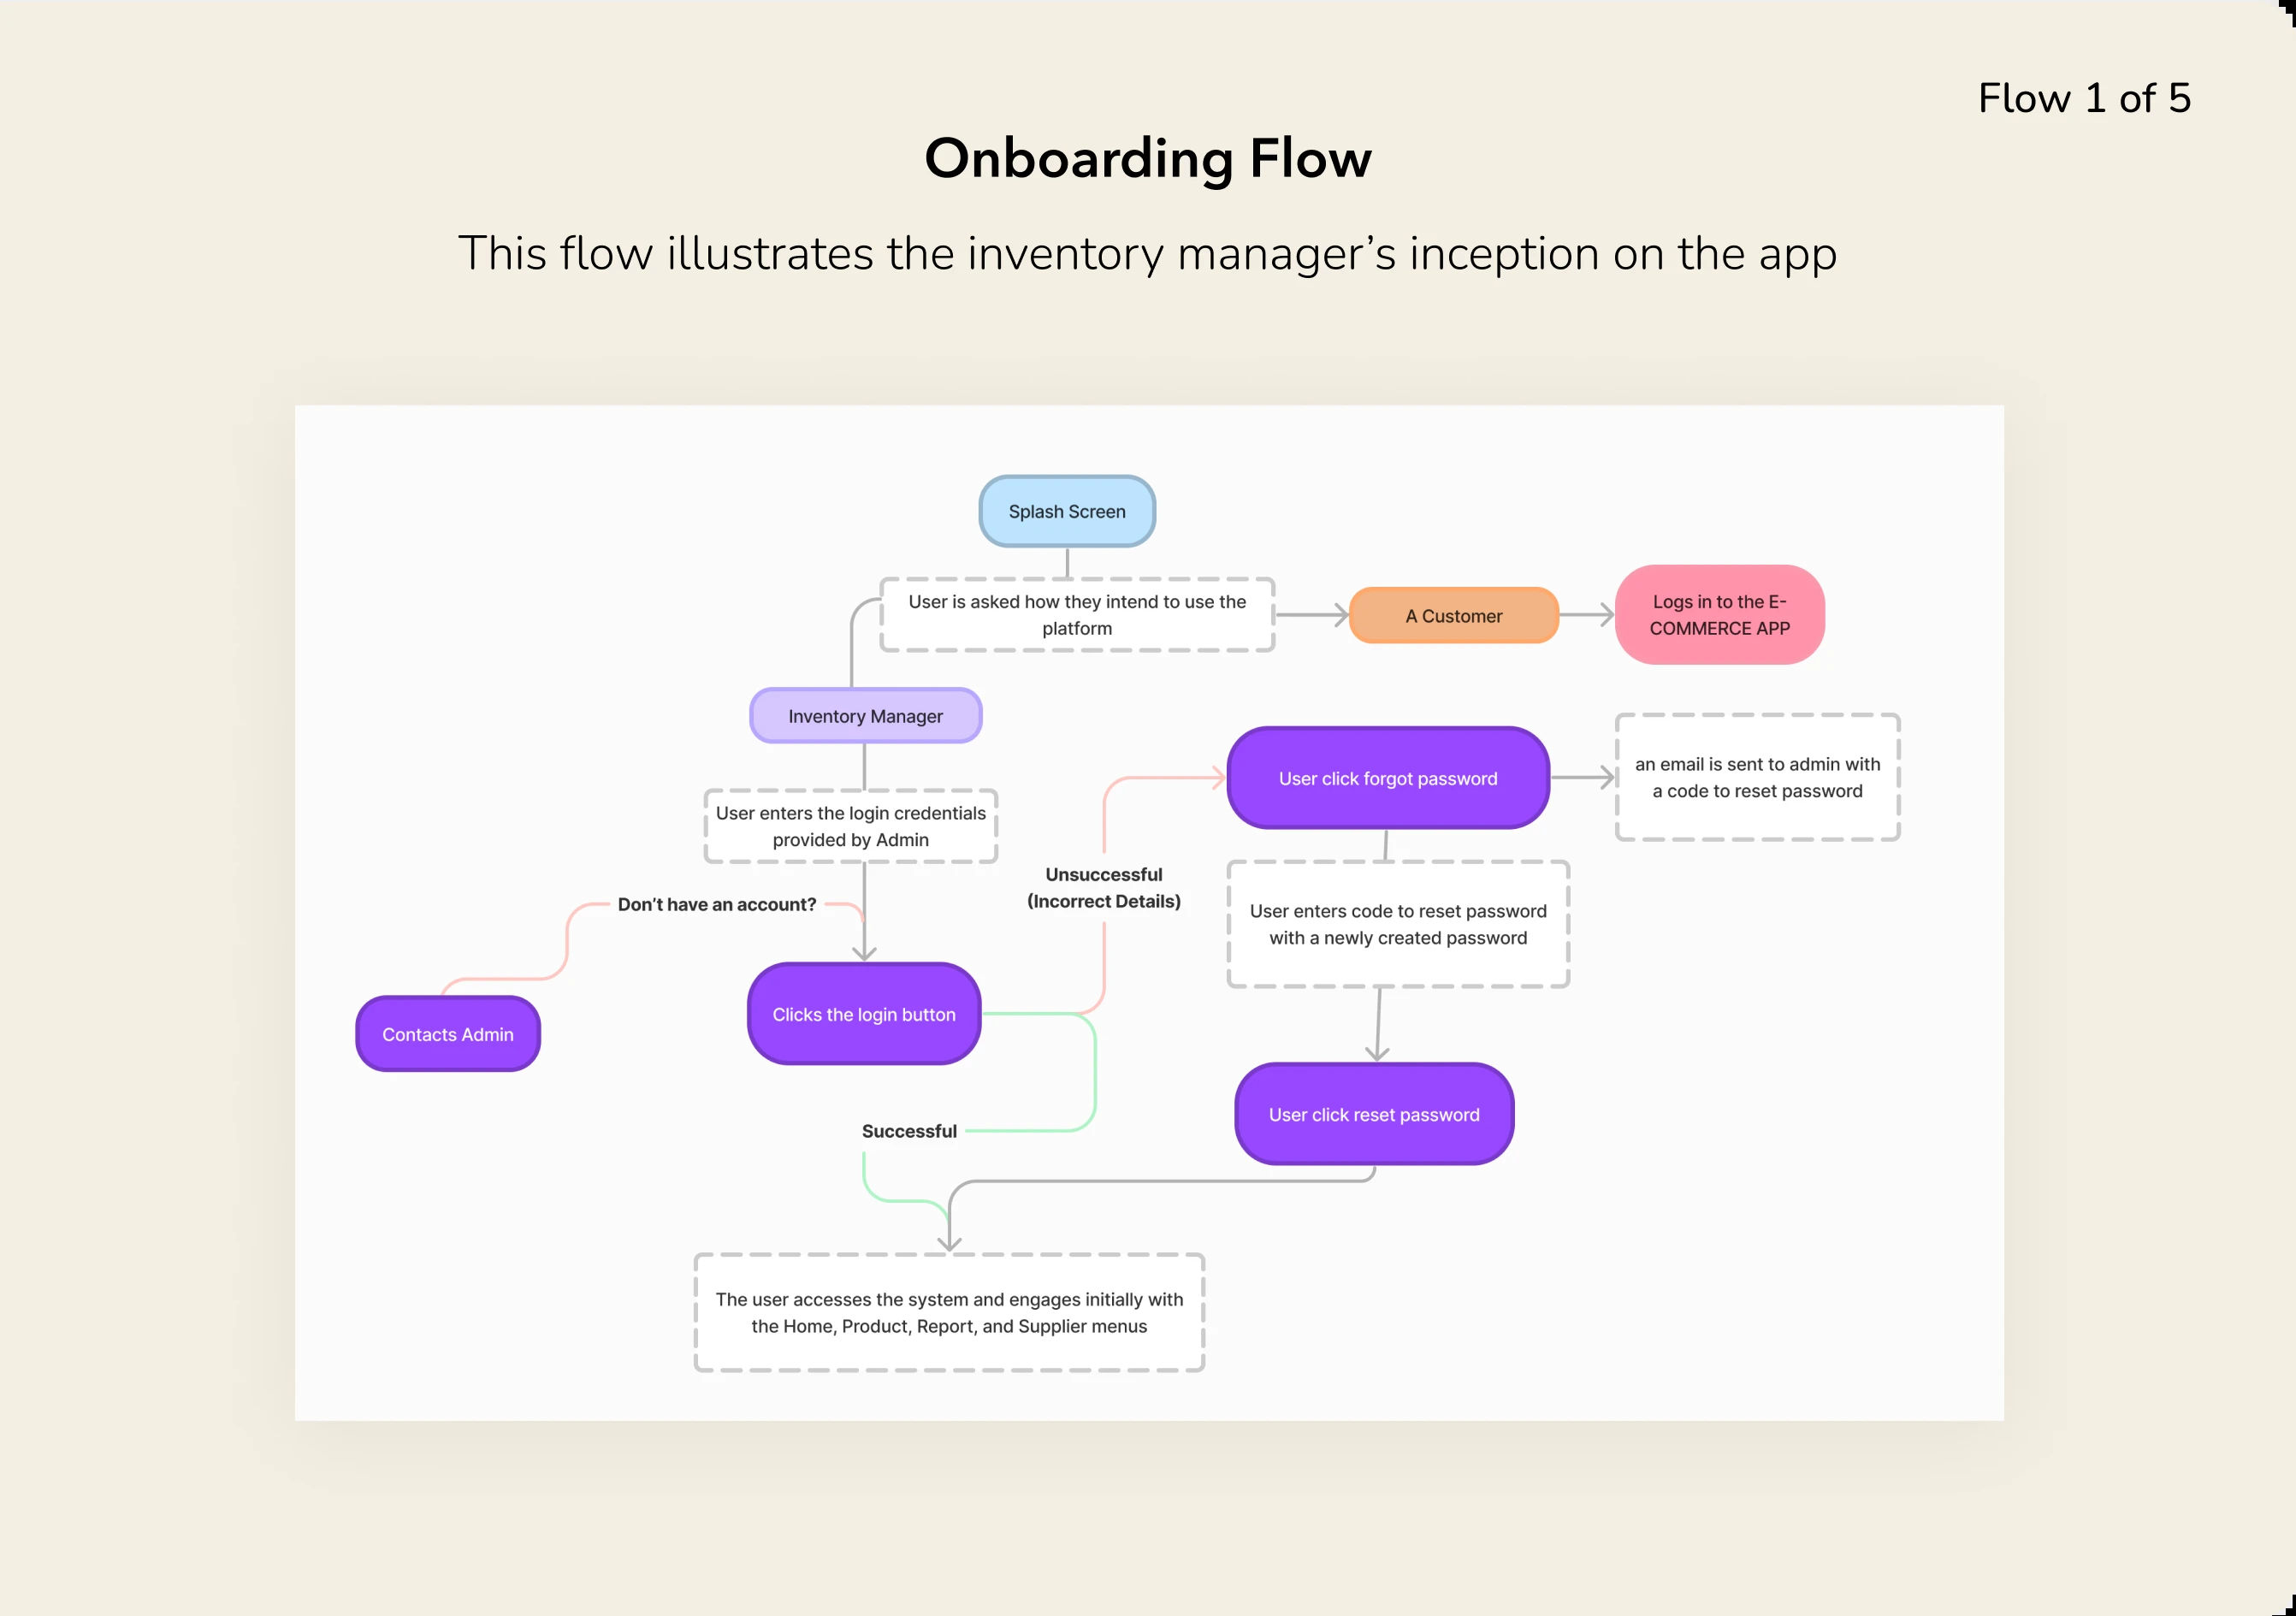 Flow 1 of 5
Onboarding Flow
This flow illustrates the inventory manager’s inception on the app
Splash Screen
User is asked how they intend to use the
platform
A Customer
Logs in to the E-
COMMERCE APP
Inventory Manager
User click forgot password
an email is sent to admin with
a code to reset password
User enters the login credentials
provided by Admin
Unsuccessful
(Incorrect Details)
Don’t have an account?
User enters code to reset password
with a newly created password
Clicks the login button
Contacts Admin
User click reset password
Successful
The user accesses the system and engages initially with
the Home, Product, Report, and Supplier menus